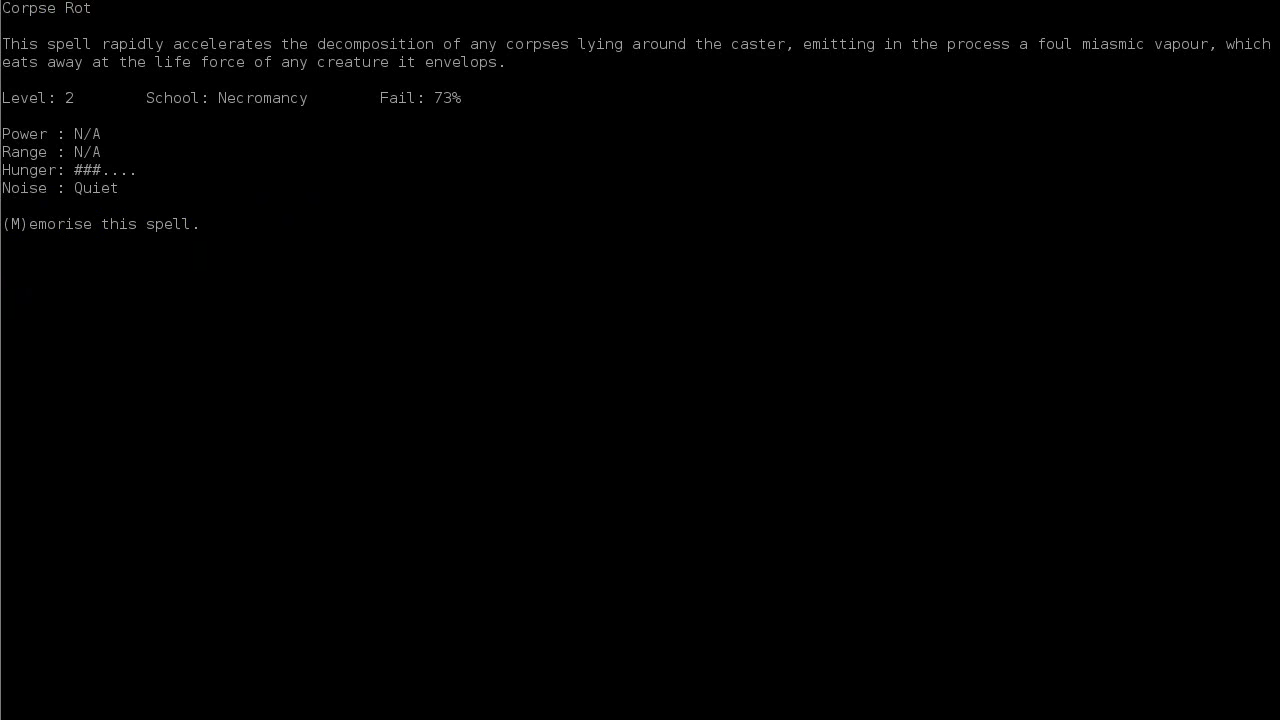 Corpse Rot
This spell rapidly accelerates the decomposition of any corpses lying around the caster, emitting in the process a foul miasmic vapour, which
eats away at the life force of any creature it envelops.
Level: 2        School: Necromancy        Fail: 73%
Power : N/A
Range : N/A
Hunger: ###....
Noise : Quiet
(M)emorise this spell.